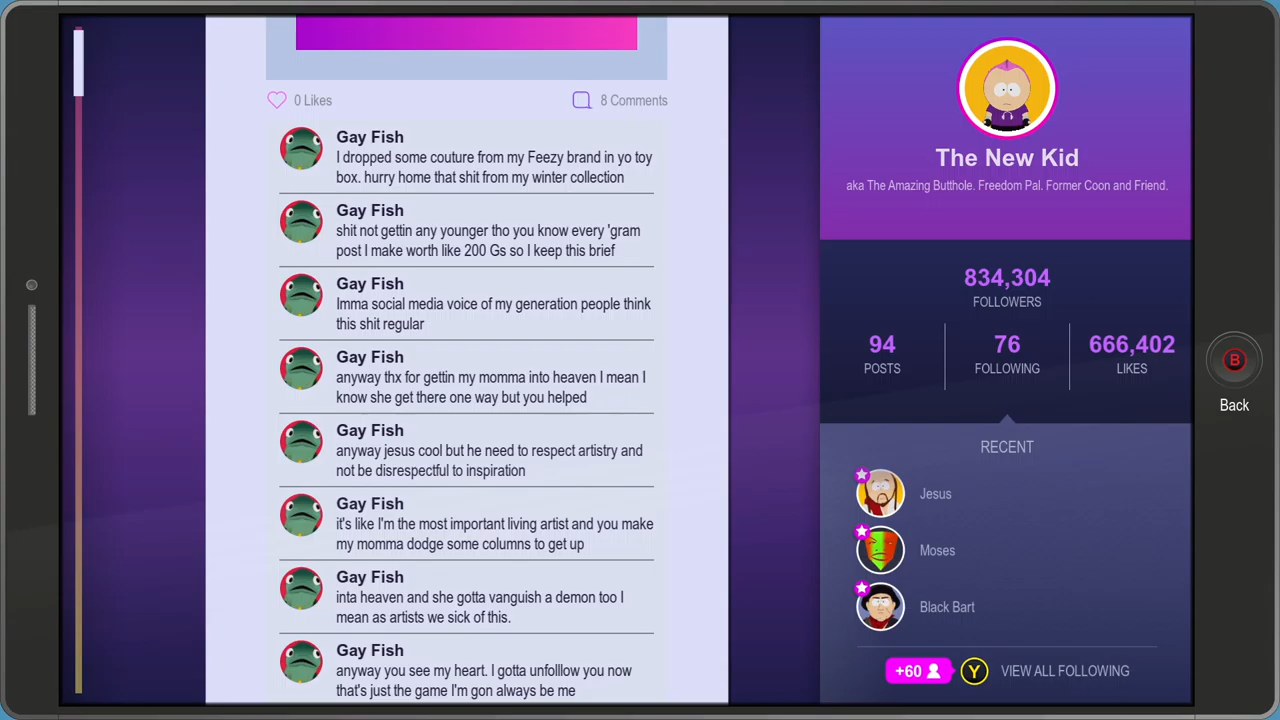 0 Likes
8 Comments
Gay Fish
I dropped some couture from my Feezy brand in yo toy
box. hurry home that shit from my winter collection
Gay Fish
shit not gettin any younger tho you know every 'gram
post I make worth like 200 Gs so I keep this brief
Gay Fish
Imma social media voice of my generation people think
this shit regular
Gay Fish
anyway thx for gettin my momma into heaven I mean I
know she get there one way but you helped
Gay Fish
anyway jesus cool but he need to respect artistry and
not be disrespectful to inspiration
Gay Fish
it's like I'm the most important living artist and you make
my momma dodge some columns to get up
Gay Fish
inta heaven and she gotta vanguish a demon too I
mean as artists we sick of this.
Gay Fish
anyway you see my heart. I gotta unfolllow you now
that's just the game I'm gon always be me
The New Kid
aka The Amazing Butthole. Freedom Pal. Former Coon and Friend.
834,304
FOLLOWERS
94
POSTS
76
FOLLOWING
666,402
LIKES
RECENT
Jesus
Moses
Black Bart
+60
Y
VIEW ALL FOLLOWING
B
Back